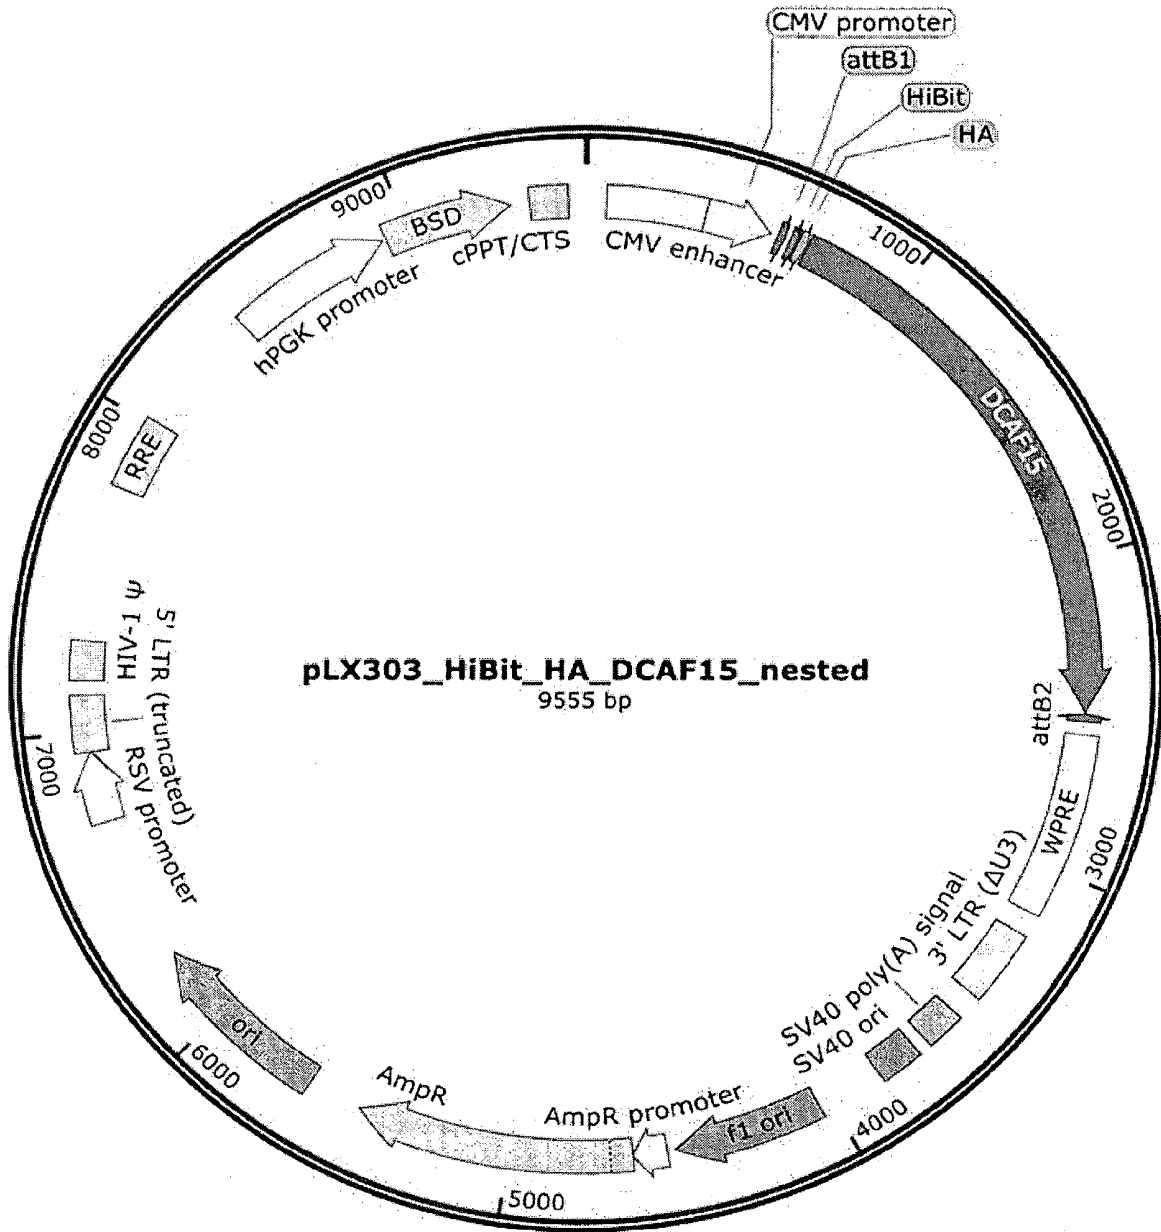 CMV promoter
attB1
HiBit
HA
9000
BSD
cPPT/CTS
CMV enhancer
1000
hPGK promoter
DCAF15
8000
RRE
2000
HIV-1 ψ
5' LTR (truncated)
pLX303_HiBit_HA_DCAF15_nested
9555 bp
attB2
7000
RSV promoter
WPRE
3000
3' LTR (ΔU3)
SV40 poly(A) signal
SV40 ori
ori
6000
AmpR
AmpR promoter
f1 ori
4000
5000